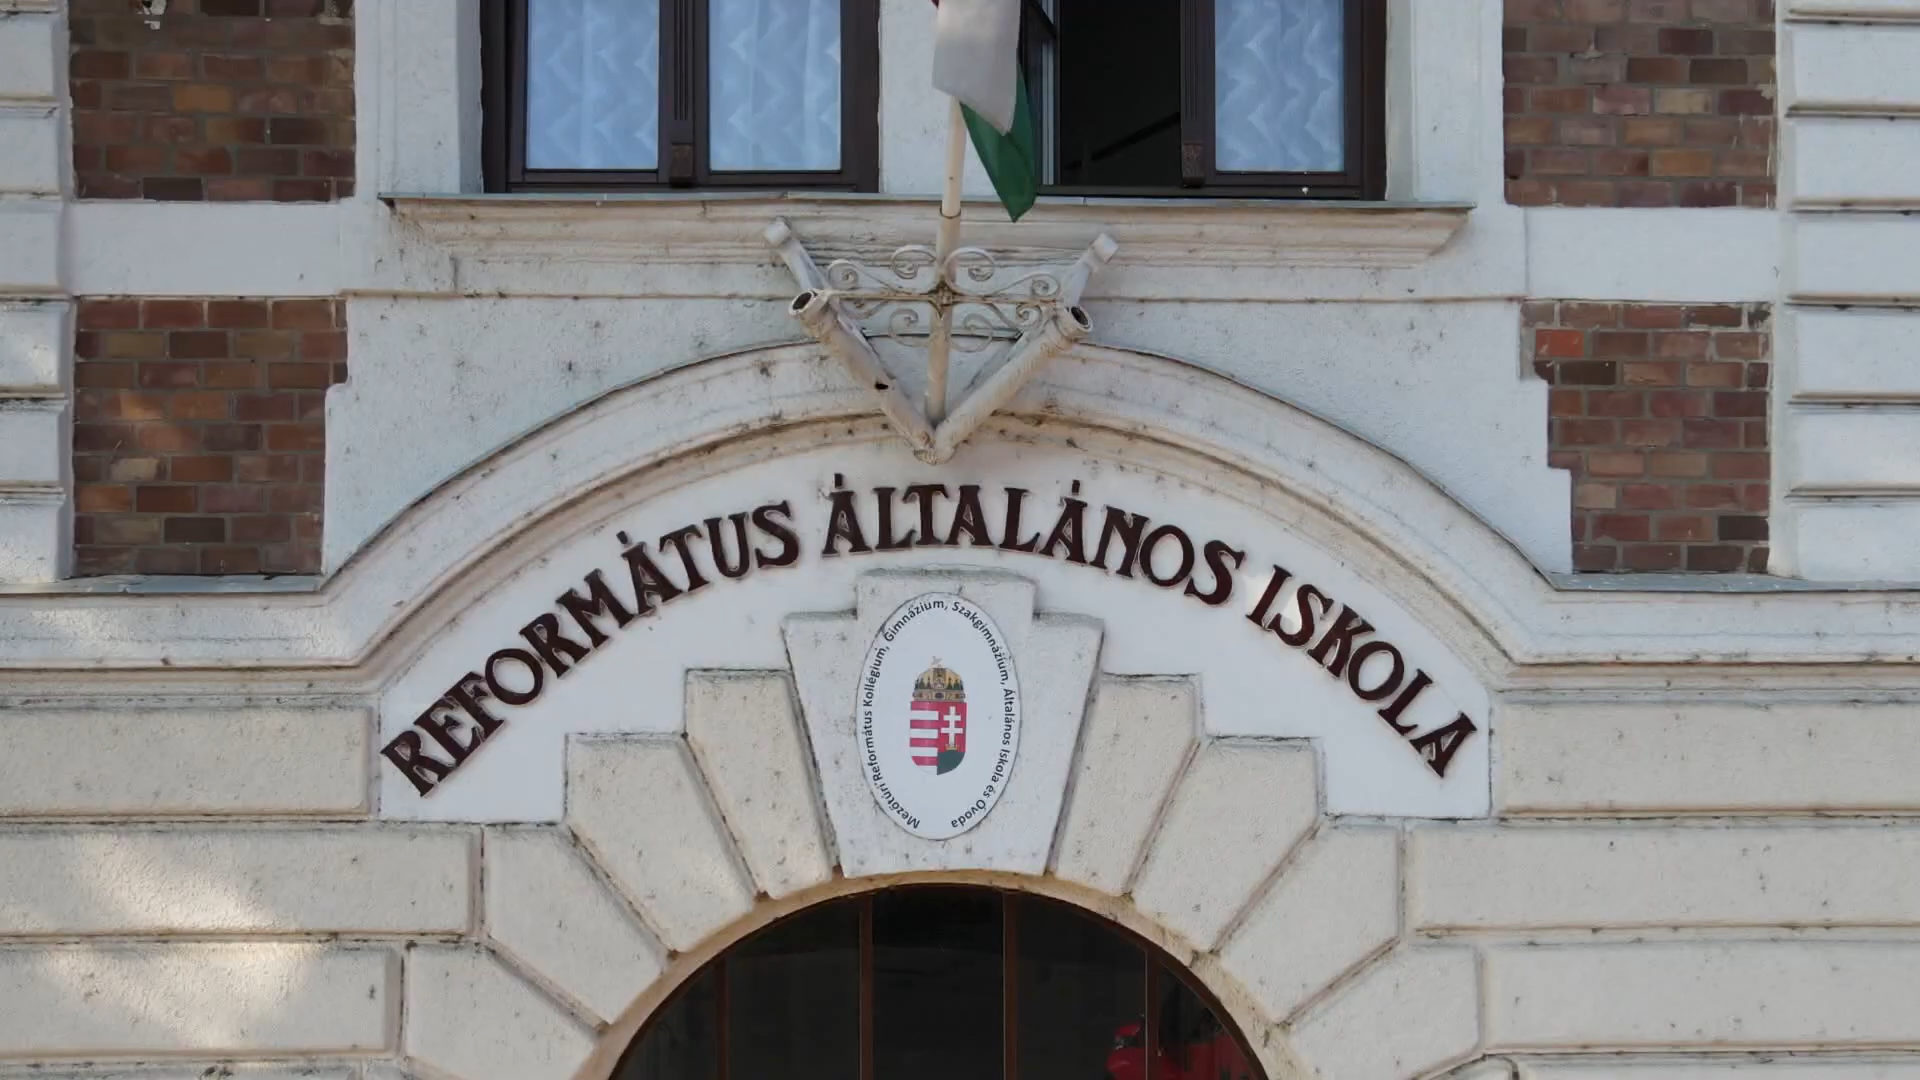 REFORMÁTUS ÁLTALÁNOS ISKOLA
Mezőtúri Református Kollégium, Gimnázium, Szakgimnázium, Általános Iskola és Óvoda